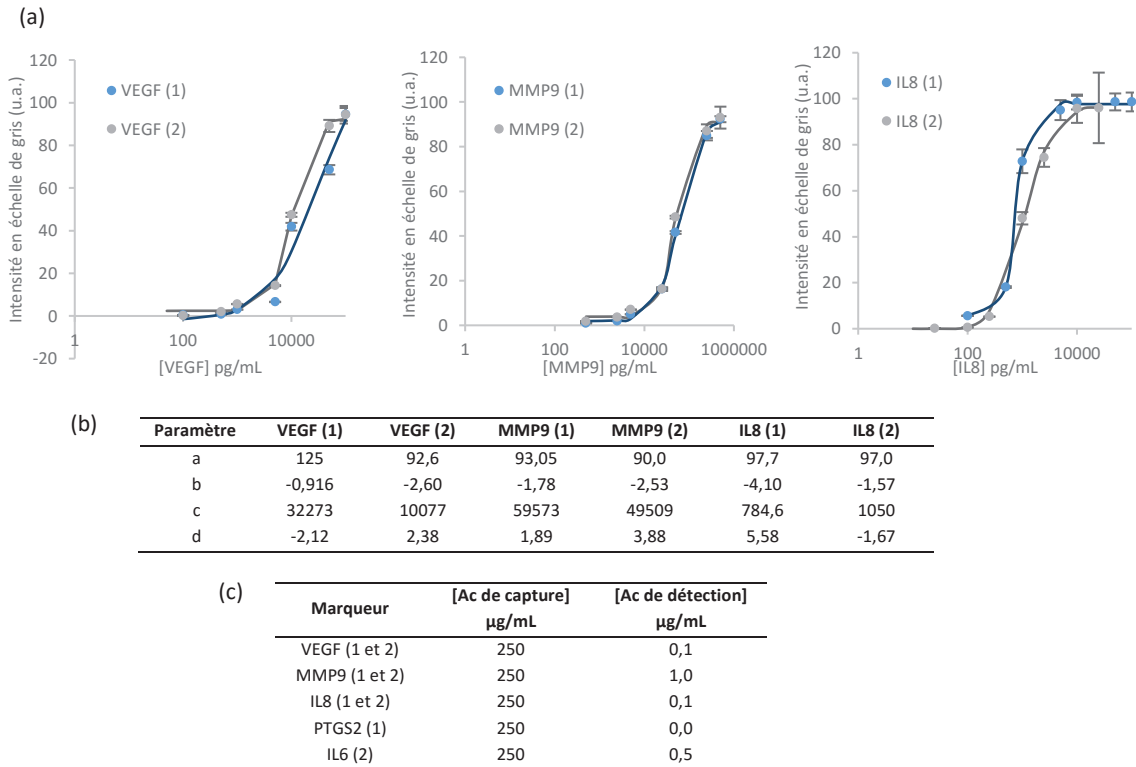 (a)
120
100
80
60
40
20
0
-20
1
100
10000
Intensité en échelle de gris (u.a.)
[VEGF] pg/mL
VEGF (1)
VEGF (2)
120
100
80
60
40
20
0
1
100
10000
1000000
Intensité en échelle de gris (u.a.)
[MMP9] pg/mL
MMP9 (1)
MMP9 (2)
120
100
80
60
40
20
0
1
100
10000
Intensité en échelle de gris (u.a.)
[IL8] pg/mL
IL8 (1)
IL8 (2)
(b)
Paramètre VEGF (1) VEGF (2) MMP9 (1) MMP9 (2) IL8 (1) IL8 (2)
a 125 92,6 93,05 90,0 97,7 97,0
b -0,916 -2,60 -1,78 -2,53 -4,10 -1,57
c 32273 10077 59573 49509 784,6 1050
d -2,12 2,38 1,89 3,88 5,58 -1,67
(c)
Marqueur [Ac de capture] [Ac de détection]
µg/mL µg/mL
VEGF (1 et 2) 250 0,1
MMP9 (1 et 2) 250 1,0
IL8 (1 et 2) 250 0,1
PTGS2 (1) 250 0,0
IL6 (2) 250 0,5